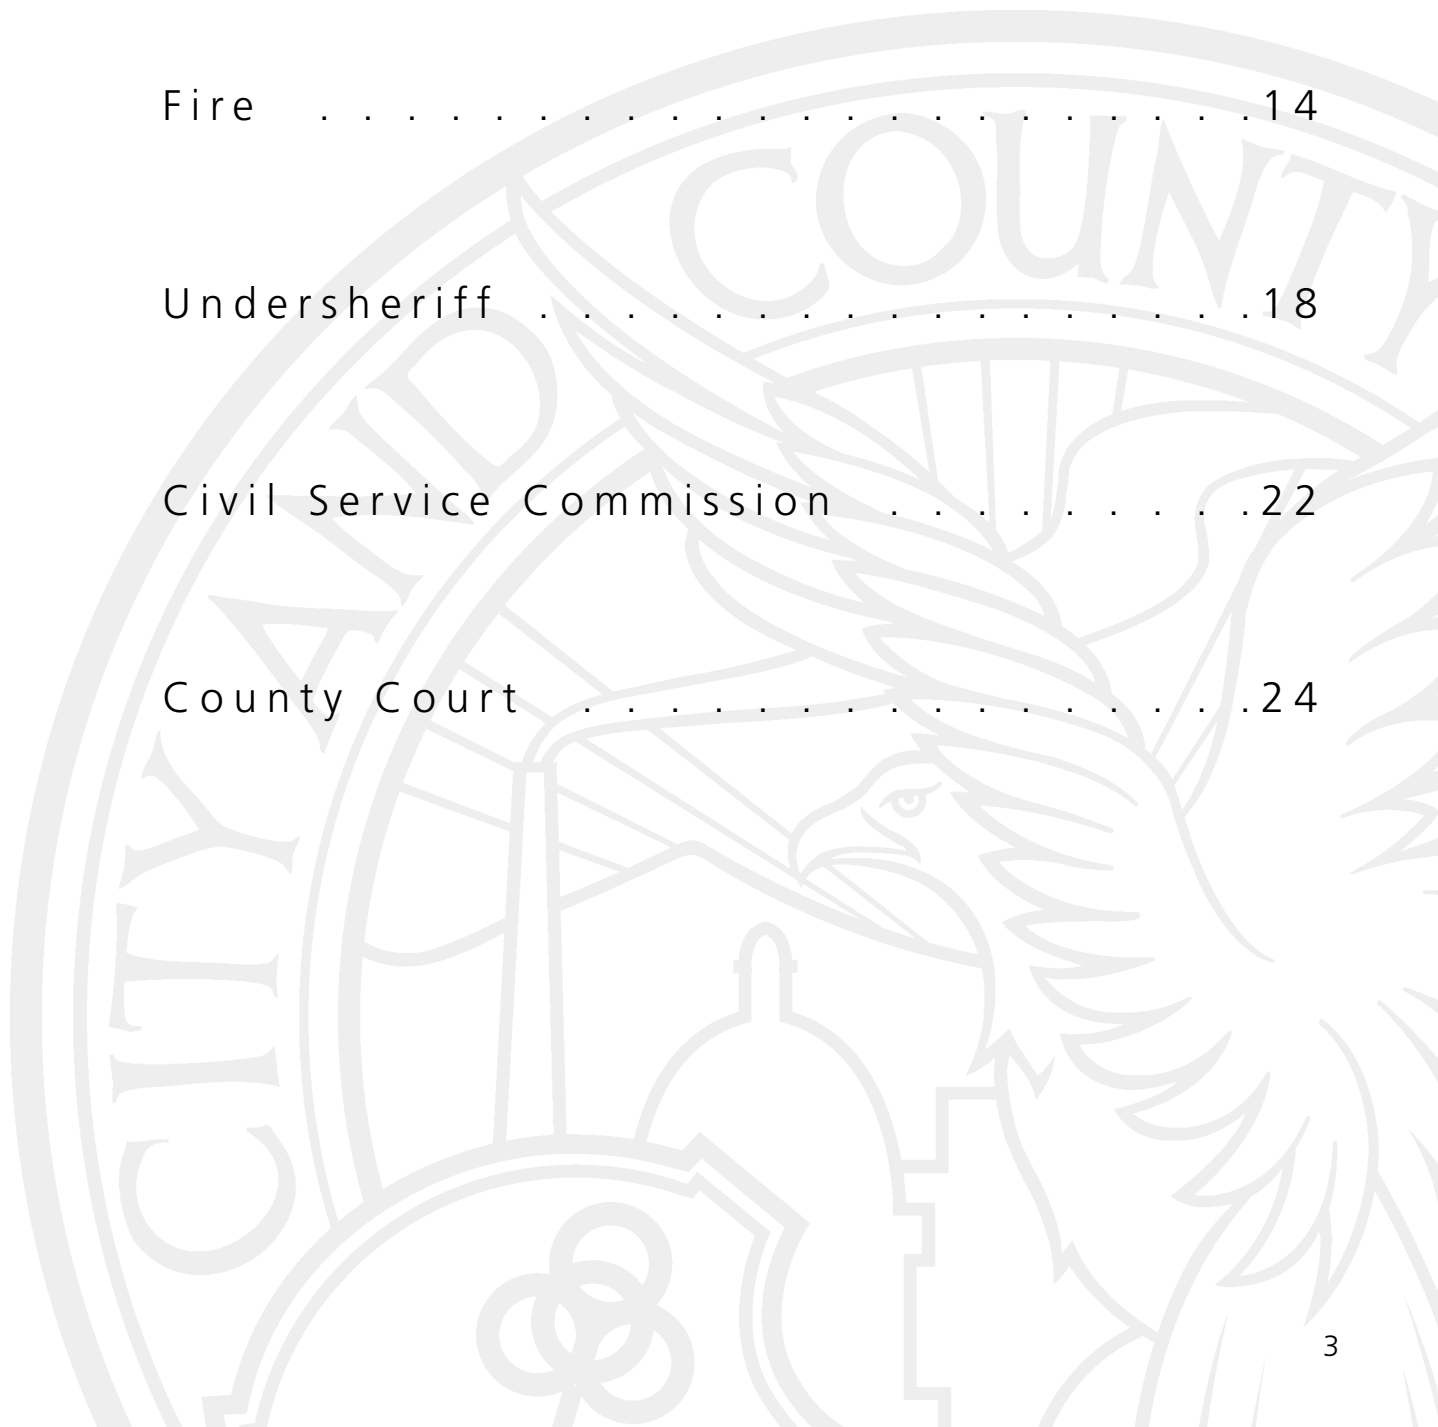 Fire . . . . . . . . . . . . . . . . . . . . . .14
Undersheriff . . . . . . . . . . . . . . . . .18
Civil Service Commission . . . . . . . . .22
County Court . . . . . . . . . . . . . . . .24
CITY AND COUNTY
3